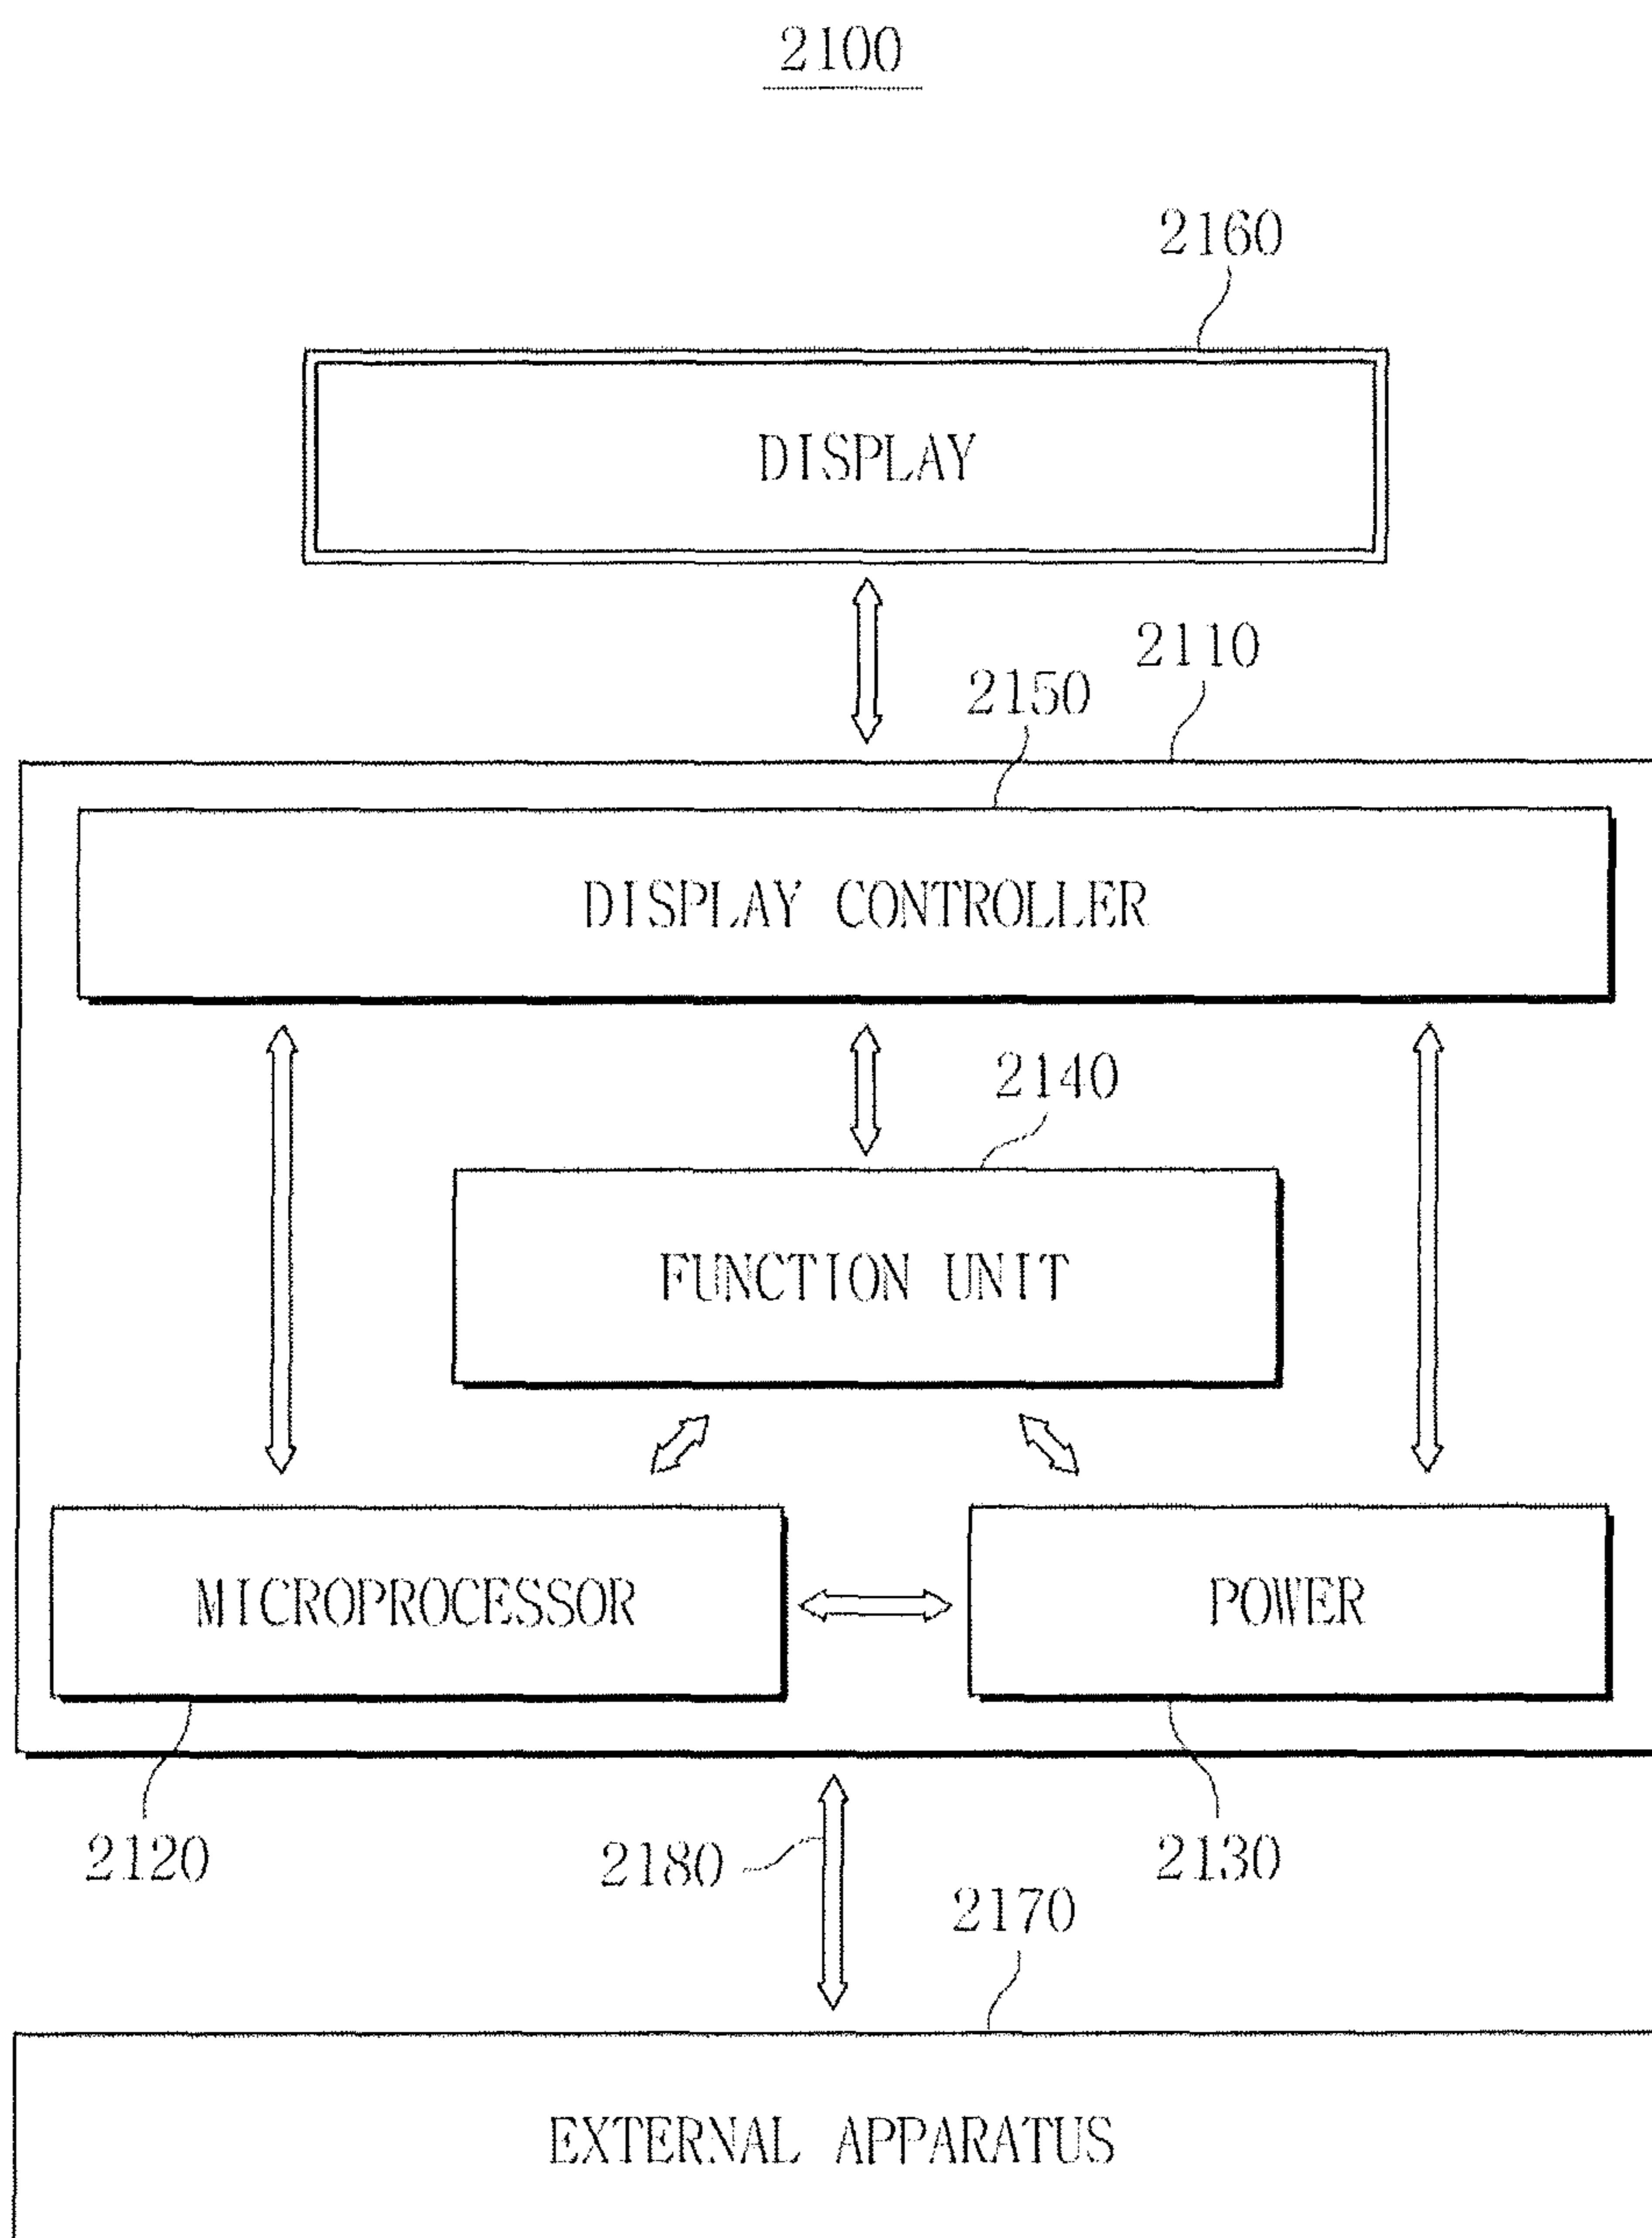 2100
2160
DISPLAY
2110
2150
DISPLAY CONTROLLER
2140
FUNCTION UNIT
MICROPROCESSOR
POWER
2120
2180
2130
2170
EXTERNAL APPARATUS